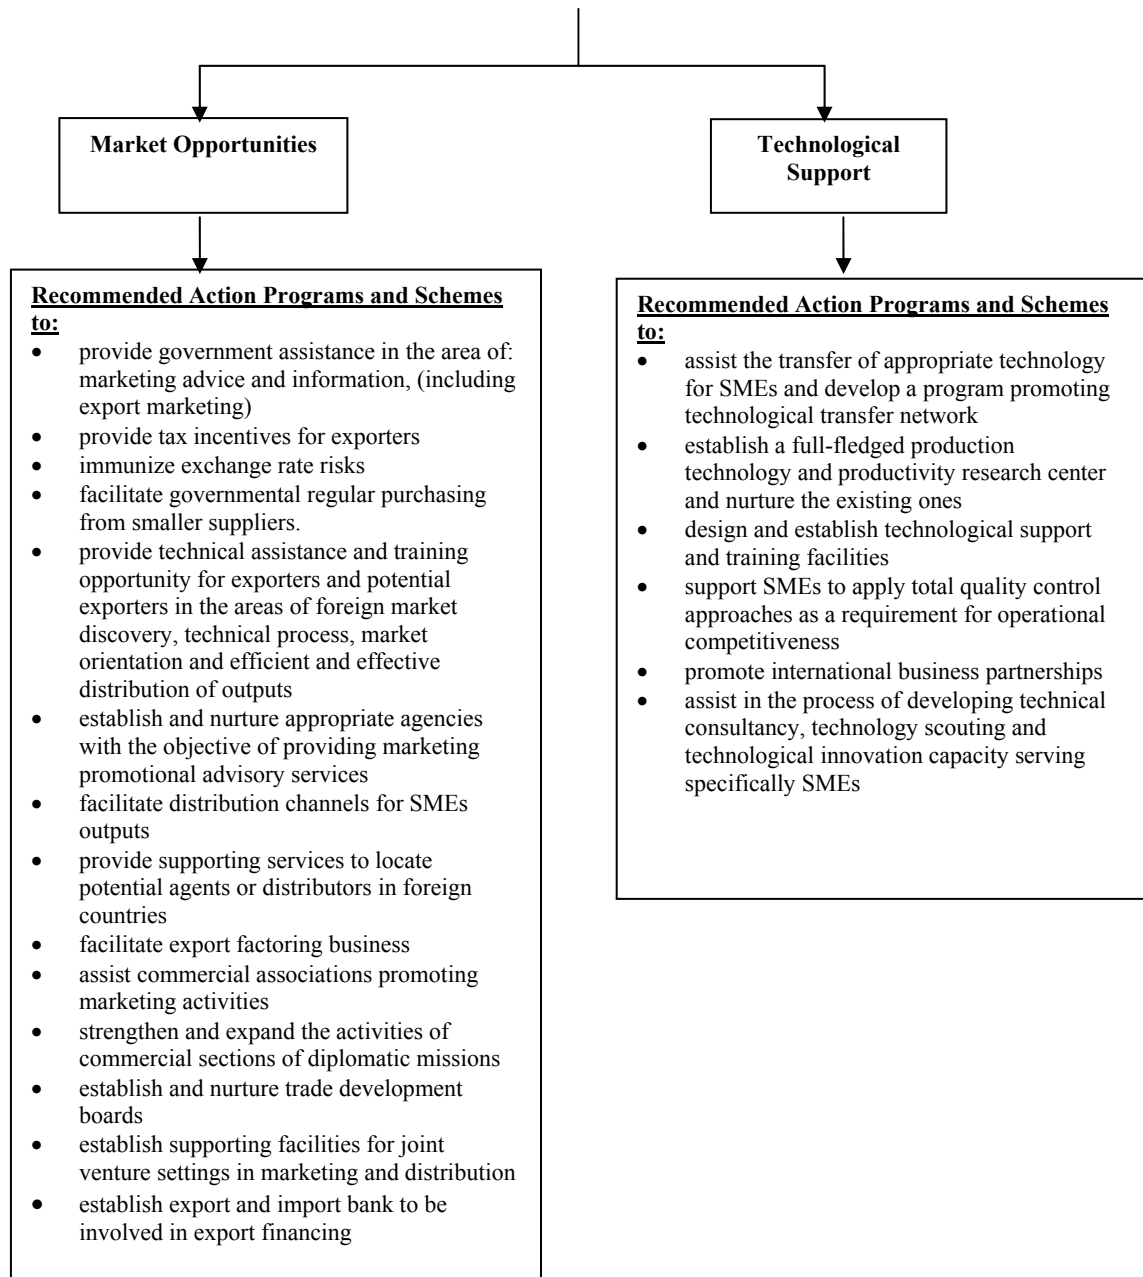 Market Opportunities
Technological
Support
Recommended Action Programs and Schemes
to:
• provide government assistance in the area of:
marketing advice and information, (including
export marketing)
• provide tax incentives for exporters
• immunize exchange rate risks
• facilitate governmental regular purchasing
from smaller suppliers.
• provide technical assistance and training
opportunity for exporters and potential
exporters in the areas of foreign market
discovery, technical process, market
orientation and efficient and effective
distribution of outputs
• establish and nurture appropriate agencies
with the objective of providing marketing
promotional advisory services
• facilitate distribution channels for SMEs
outputs
• provide supporting services to locate
potential agents or distributors in foreign
countries
• facilitate export factoring business
• assist commercial associations promoting
marketing activities
• strengthen and expand the activities of
commercial sections of diplomatic missions
• establish and nurture trade development
boards
• establish supporting facilities for joint
venture settings in marketing and distribution
• establish export and import bank to be
involved in export financing
Recommended Action Programs and Schemes
to:
• assist the transfer of appropriate technology
for SMEs and develop a program promoting
technological transfer network
• establish a full-fledged production
technology and productivity research center
and nurture the existing ones
• design and establish technological support
and training facilities
• support SMEs to apply total quality control
approaches as a requirement for operational
competitiveness
• promote international business partnerships
• assist in the process of developing technical
consultancy, technology scouting and
technological innovation capacity serving
specifically SMEs